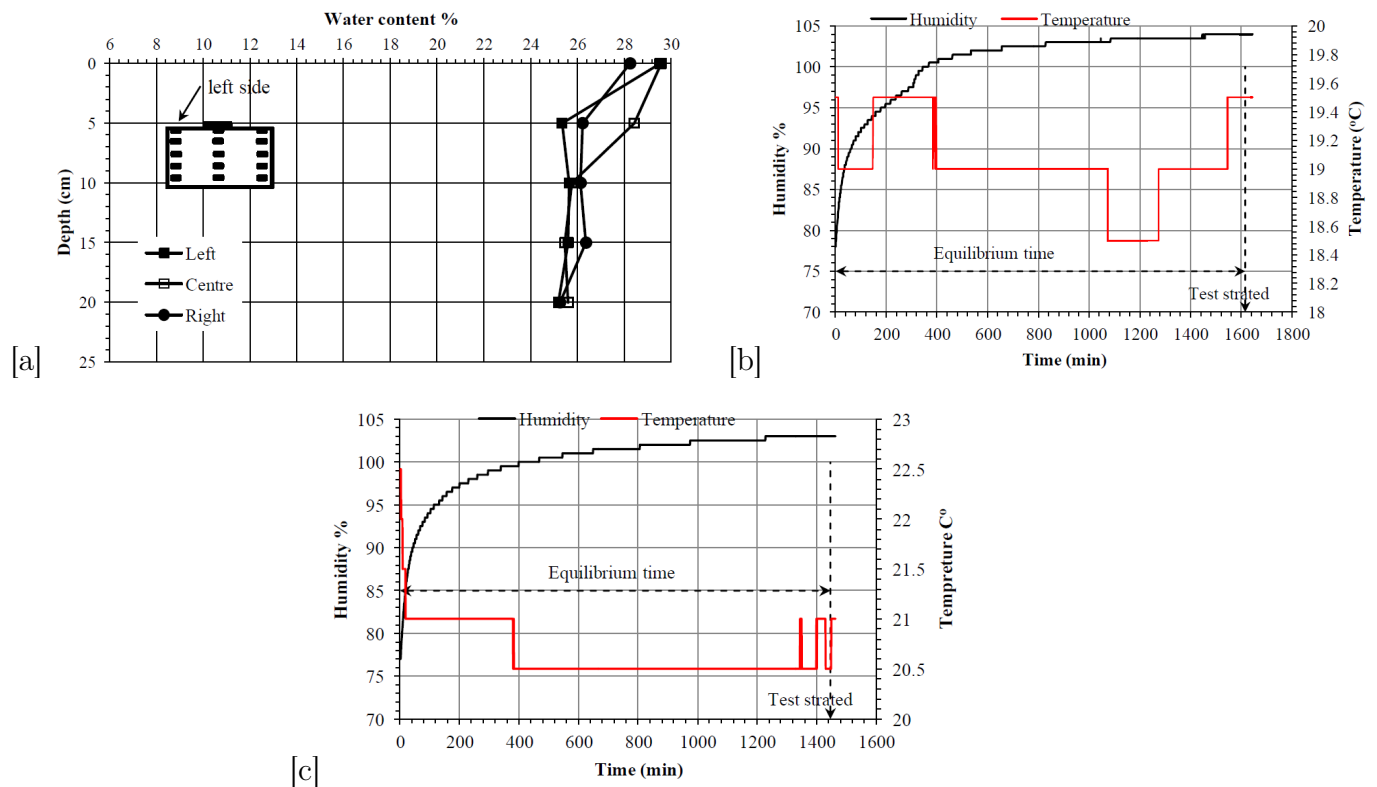 Water content %
6 8 10 12 14 16 18 20 22 24 26 28 30
0
5
10
15
20
25
Depth (cm)
left side
Left
Centre
Right
[a]
Humidity Temperature
105
100
95
90
85
80
75
70
Humidity %
20
19.8
19.6
19.4
19.2
19
18.8
18.6
18.4
18.2
18
Temperature (°C)
Equilibrium time
Test strated
0 200 400 600 800 1000 1200 1400 1600 1800
Time (min)
[b]
Humidity Temperature
105
100
95
90
85
80
75
70
Humidity %
23
22.5
22
21.5
21
20.5
20
Tempreture Cº
Equilibrium time
Test strated
0 200 400 600 800 1000 1200 1400 1600
Time (min)
[c]